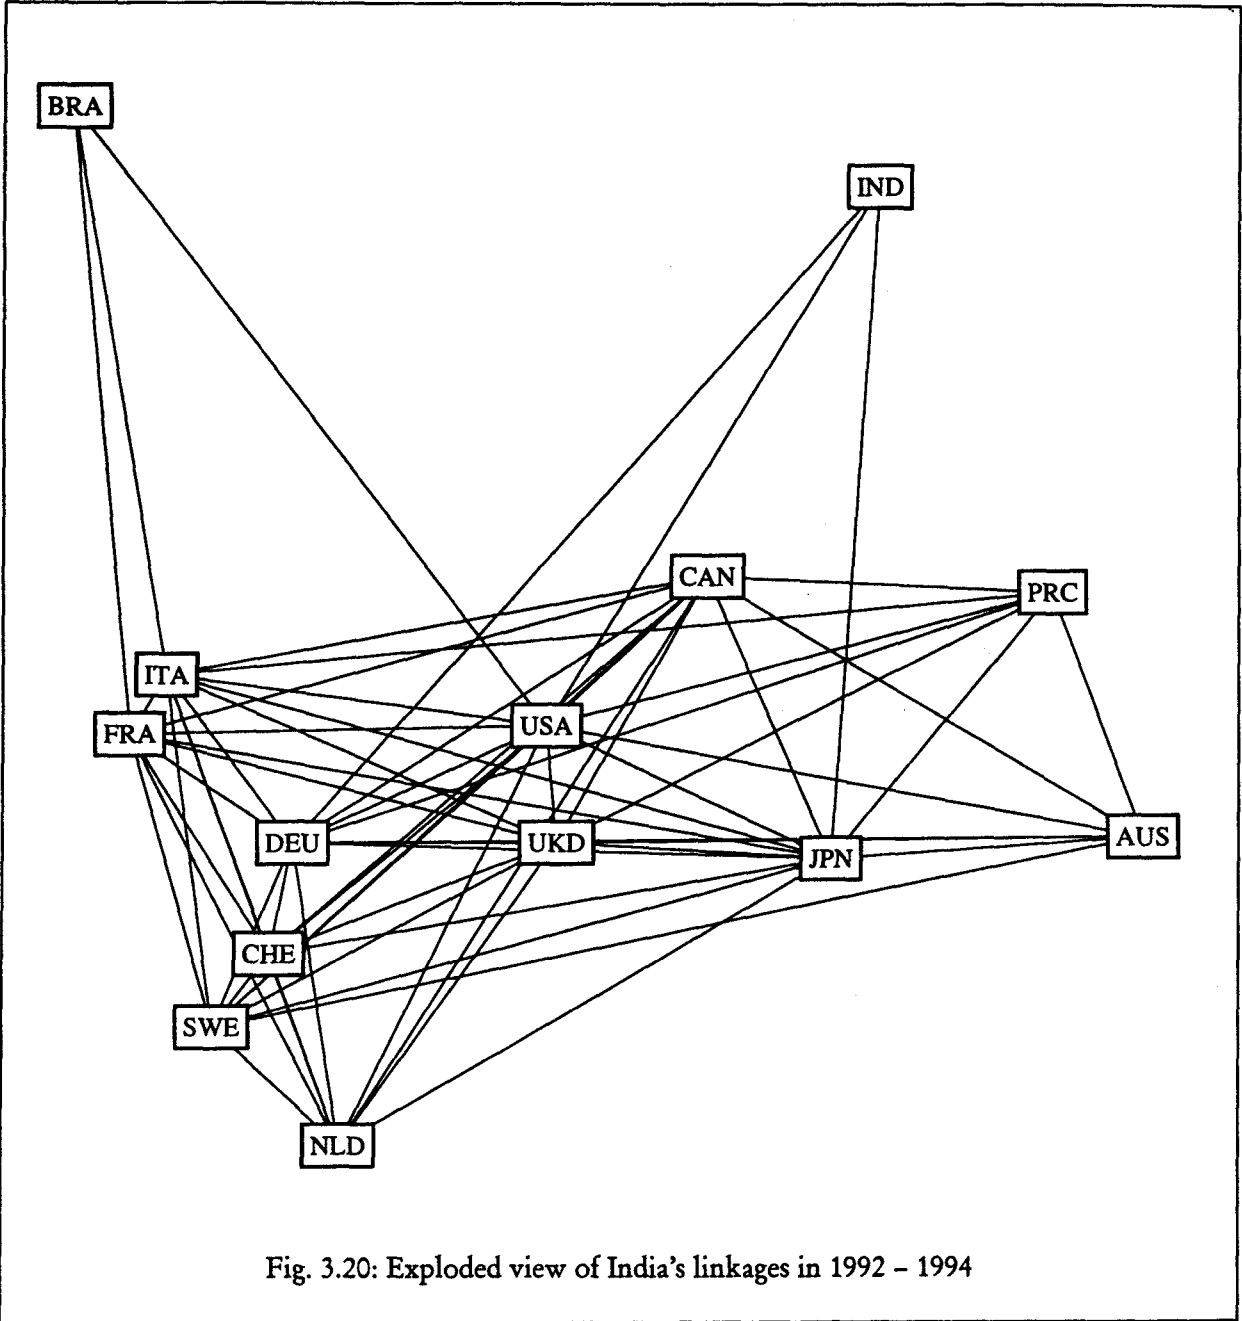 BRA
IND
CAN
PRC
ITA
FRA
USA
DEU
UKD
JPN
AUS
CHE
SWE
NLD
Fig. 3.20: Exploded view of India's linkages in 1992 – 1994